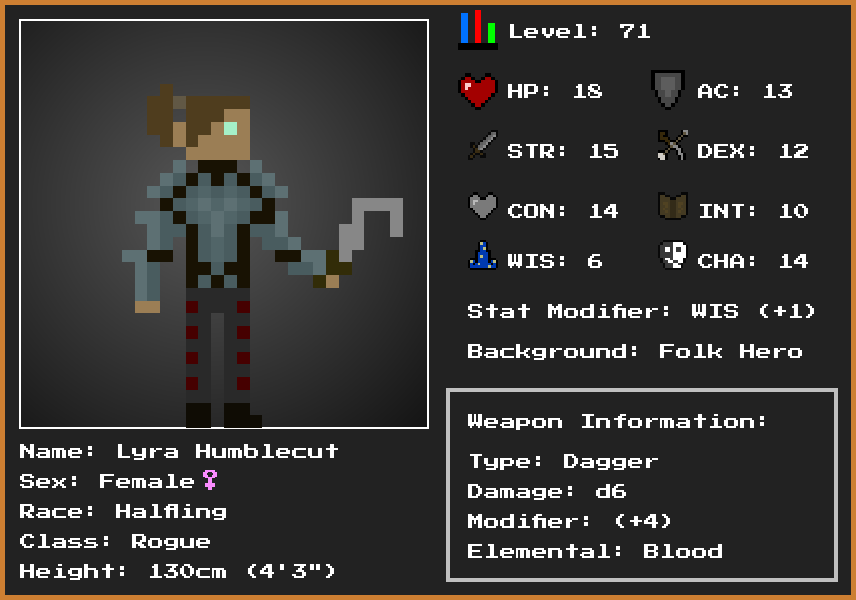 Level: 71
HP: 18 AC: 13
STR: 15 DEX: 12
CON: 14 INT: 10
WIS: 6 CHA: 14
Stat Modifier: WIS (+1)
Background: Folk Hero
Weapon Information:
Type: Dagger
Damage: d6
Modifier: (+4)
Elemental: Blood
Name: Lyra Humblecut
Sex: Female♀
Race: Halfling
Class: Rogue
Height: 130cm (4'3")